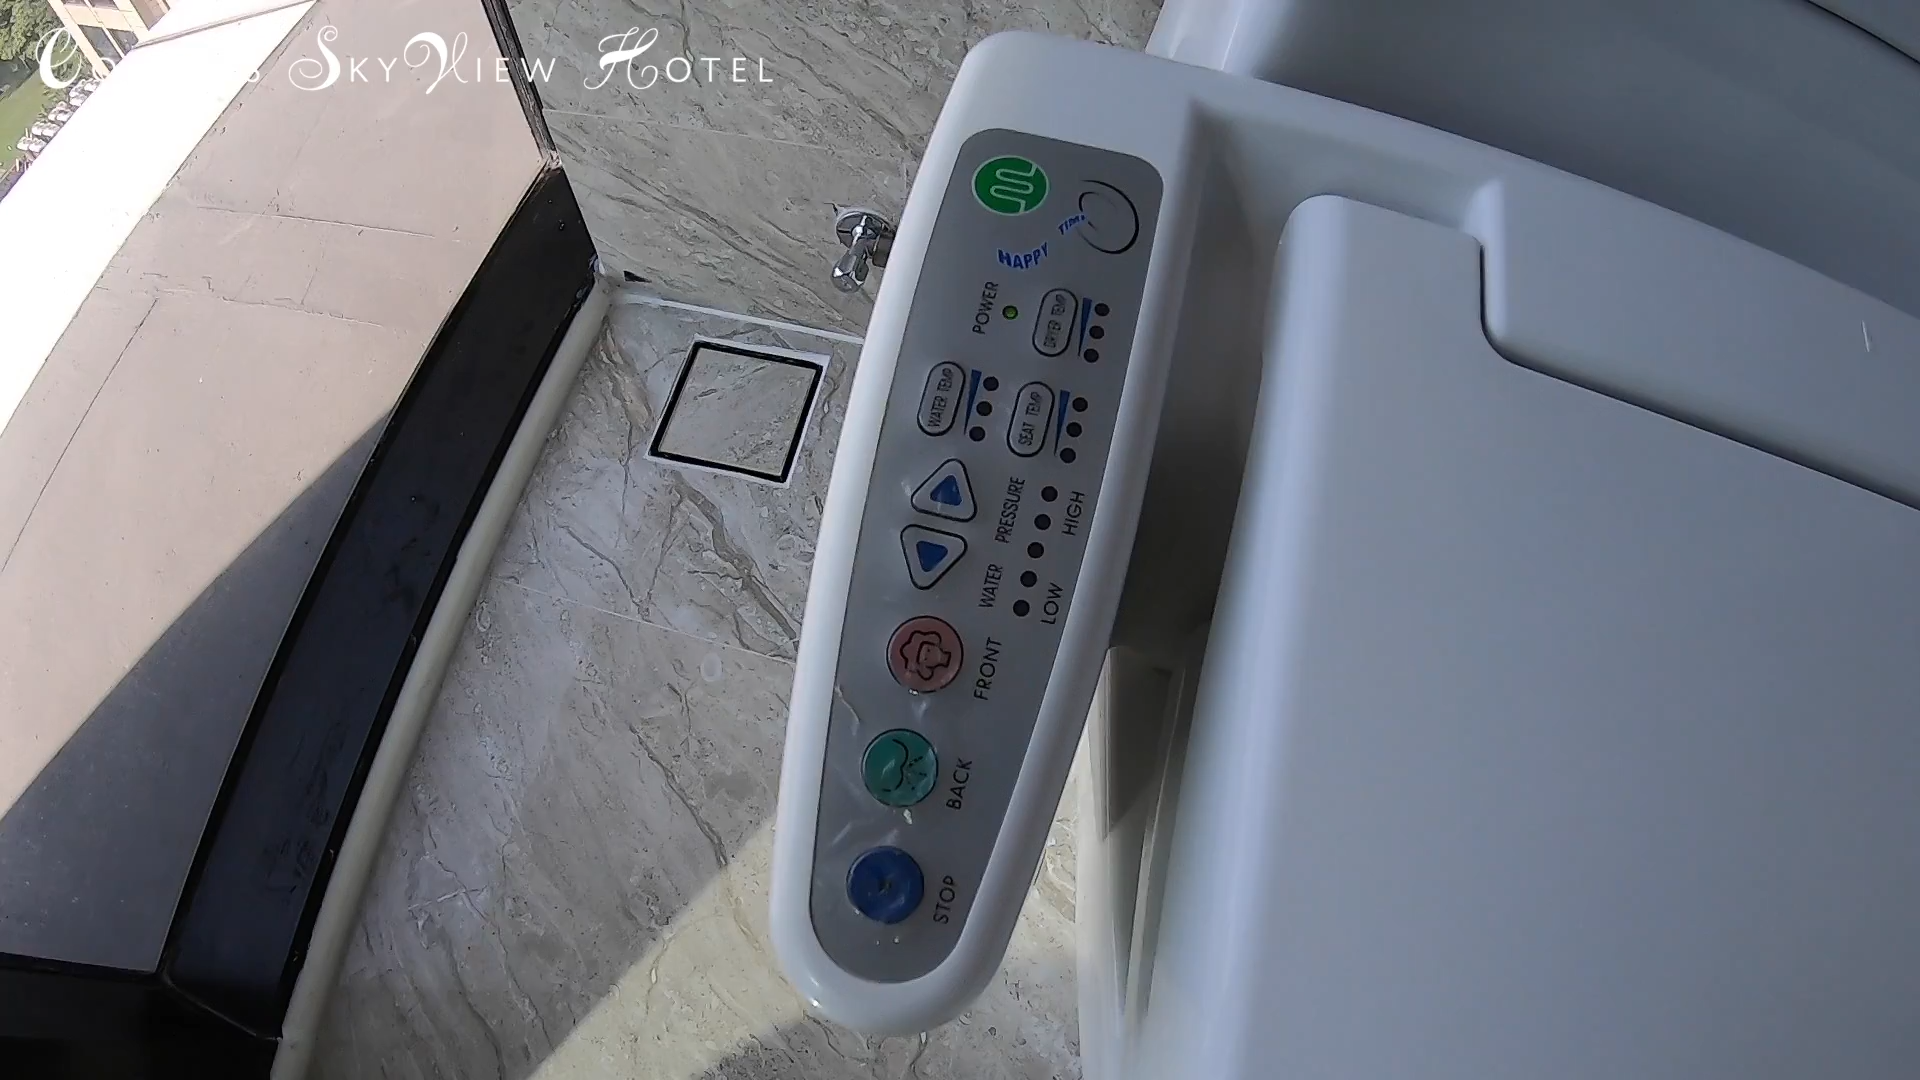 SkyView Hotel
HAPPY TIME
POWER
DRYER TEMP
WATER TEMP
SEAT TEMP
WATER PRESSURE
LOW HIGH
FRONT
BACK
STOP